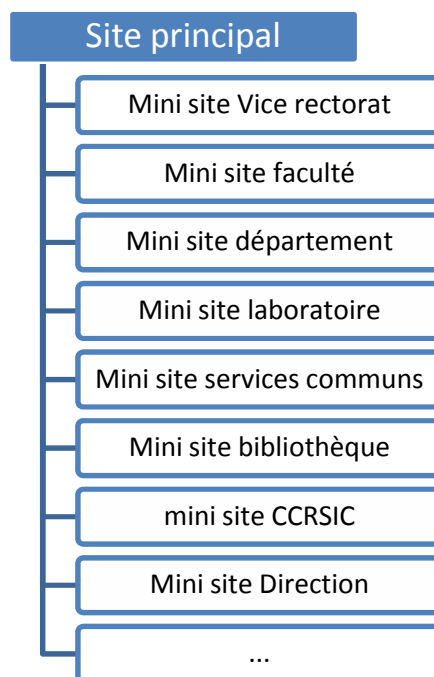 Site principal
Mini site Vice rectorat
Mini site faculté
Mini site département
Mini site laboratoire
Mini site services communs
Mini site bibliothèque
mini site CCRSIC
Mini site Direction
...